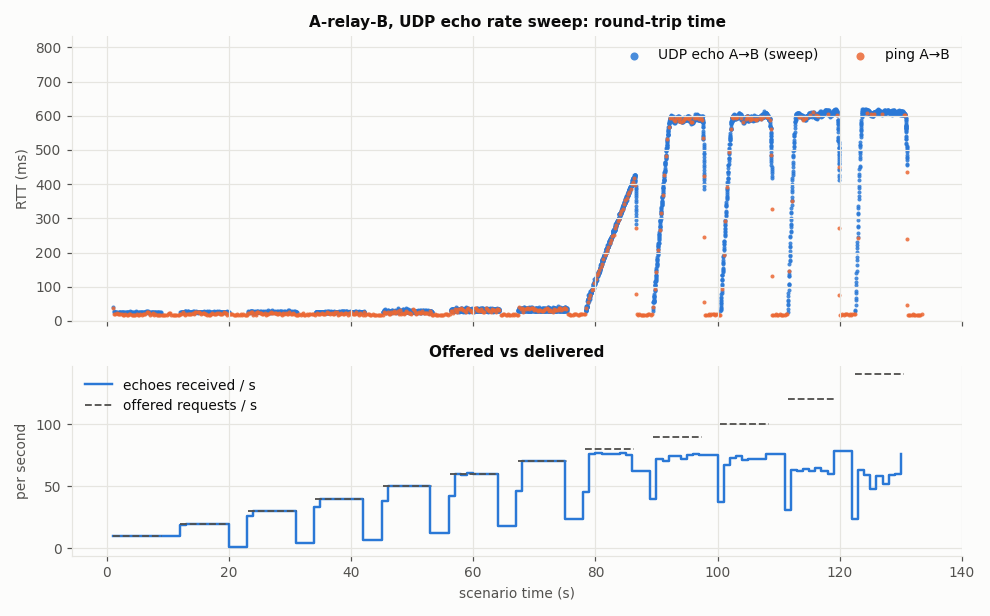 A-relay-B, UDP echo rate sweep: round-trip time
UDP echo A→B (sweep)
ping A→B
RTT (ms)
800
700
600
500
400
300
200
100
0
Offered vs delivered
echoes received / s
offered requests / s
per second
100
50
0
0 20 40 60 80 100 120 140
scenario time (s)